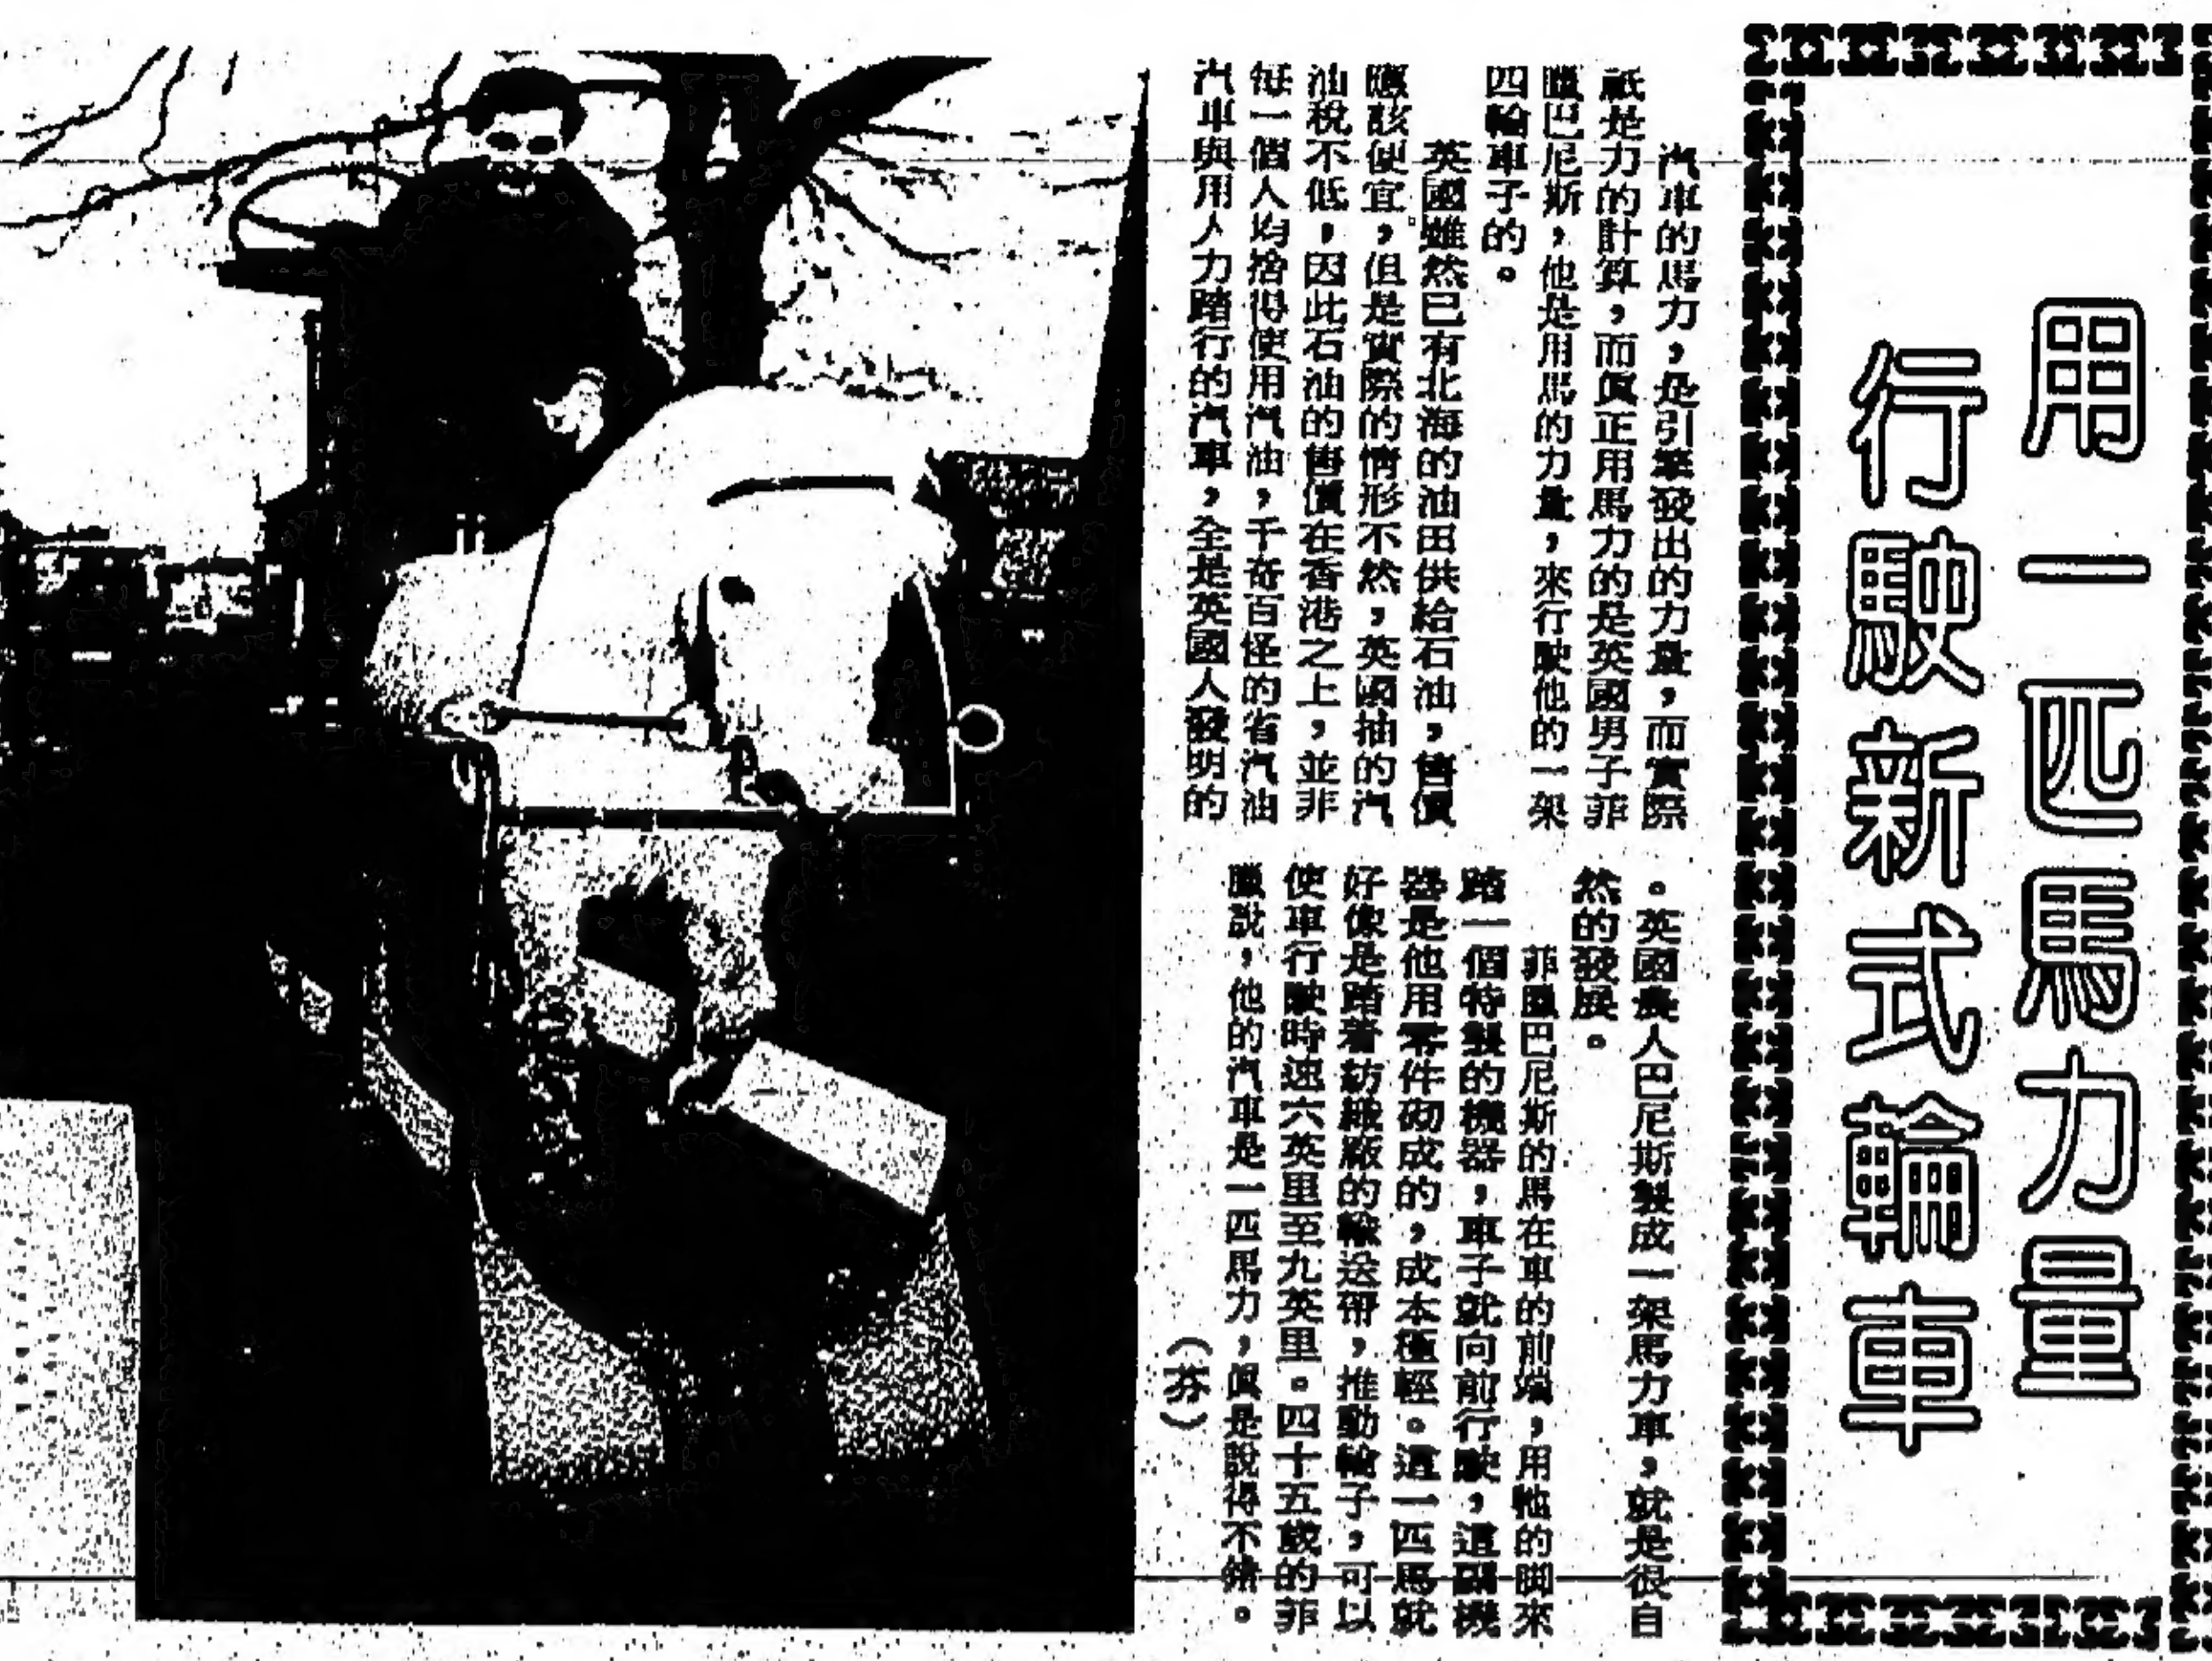 用一匹馬力量
行駛新式輪車
汽車的馬力，是引擎發出的力量，而實際
祇是力的計算，而眞正用馬力的是英國男子菲
臘巴尼斯，他是用馬的力量，來行駛他的一架
四輪車子的。
英國雖然已有北海的油田供給石油，售價
應該便宜，但是實際的情形不然，英國抽的汽
油稅不低，因此石油的售價在香港之上，並非
每一個人均捨得使用汽油，千奇百怪的省汽油
汽車與用人力踏行的汽車，全是英國人發明的
。英國農人巴尼斯製成一架馬力車，就是很自
然的發展。
菲臘巴尼斯的馬在車的前端，用牠的脚來
踏一個特製的機器，車子就向前行駛，這副機
器是他用零件砌成的，成本極輕。這一匹馬就
好像是踏着紡織廠的輸送帶，推動輪子，可以
使車行駛時速六英里至九英里。四十五歲的菲
臘說，他的汽車是一匹馬力，眞是說得不錯。
（芬）